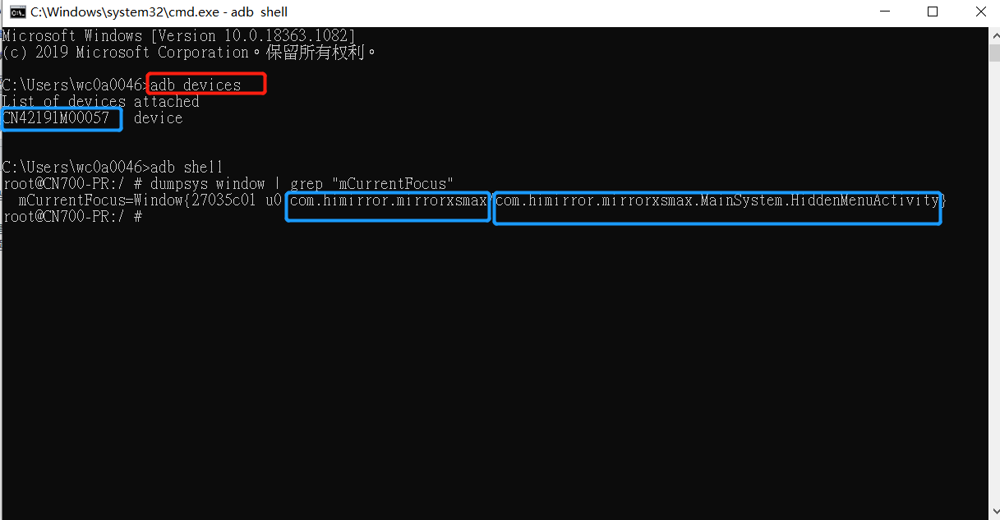 C:\Windows\system32\cmd.exe - adb  shell
Microsoft Windows [Version 10.0.18363.1082]
(c) 2019 Microsoft Corporation。保留所有权利。
C:\Users\wc0a0046>adb devices
List of devices attached
CN42191M00057   device
C:\Users\wc0a0046>adb shell
root@CN700-PR:/ # dumpsys window | grep "mCurrentFocus"
  mCurrentFocus=Window{27035c01 u0 com.himirror.mirrorxsmax/com.himirror.mirrorxsmax.MainSystem.HiddenMenuActivity}
root@CN700-PR:/ #